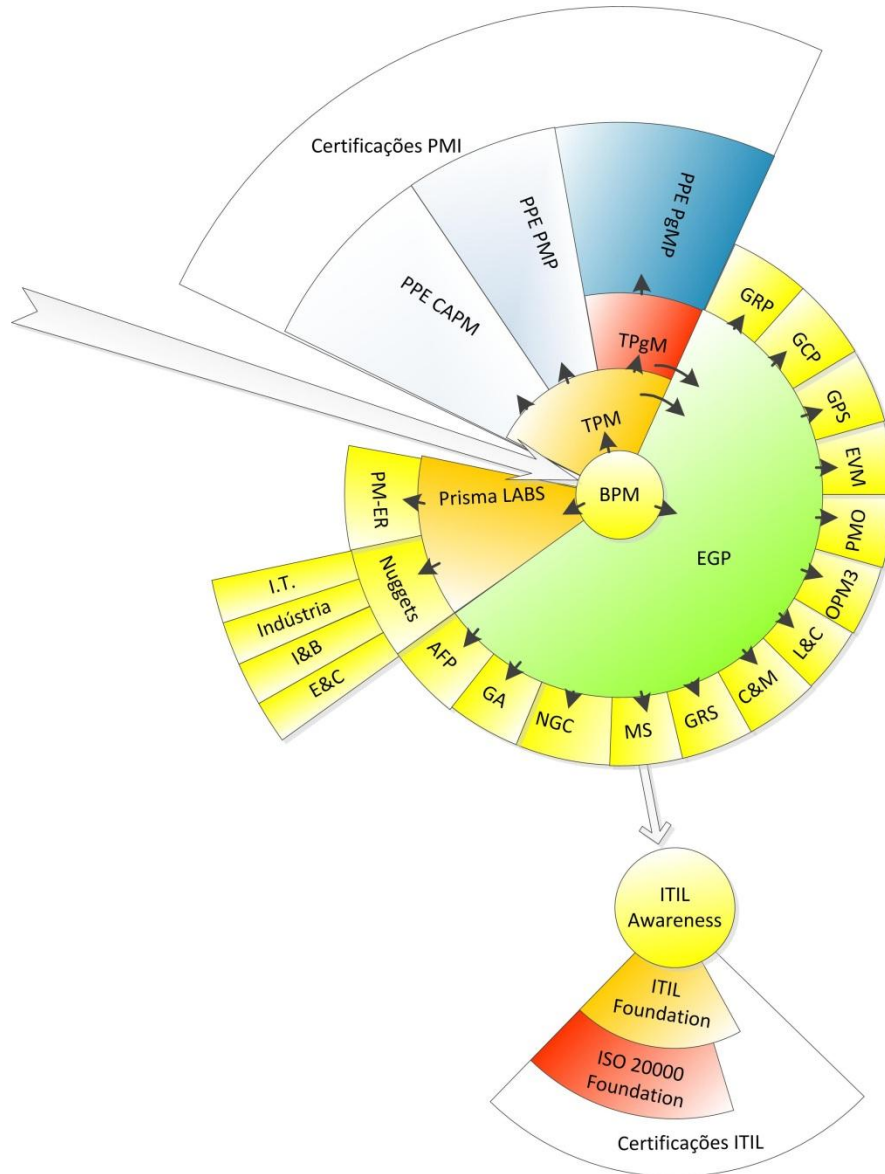 Certificações PMI
PPE CAPM
PPE PMP
PPE PgMP
TPgM
TPM
BPM
EGP
GRP
GCP
GPS
EVM
PMO
OPM3
L&C
C&M
GRS
MS
NGC
GA
AFP
Prisma LABS
PM-ER
Nuggets
I.T.
Indústria
I&B
E&C
ITIL
Awareness
ITIL
Foundation
ISO 20000
Foundation
Certificações ITIL